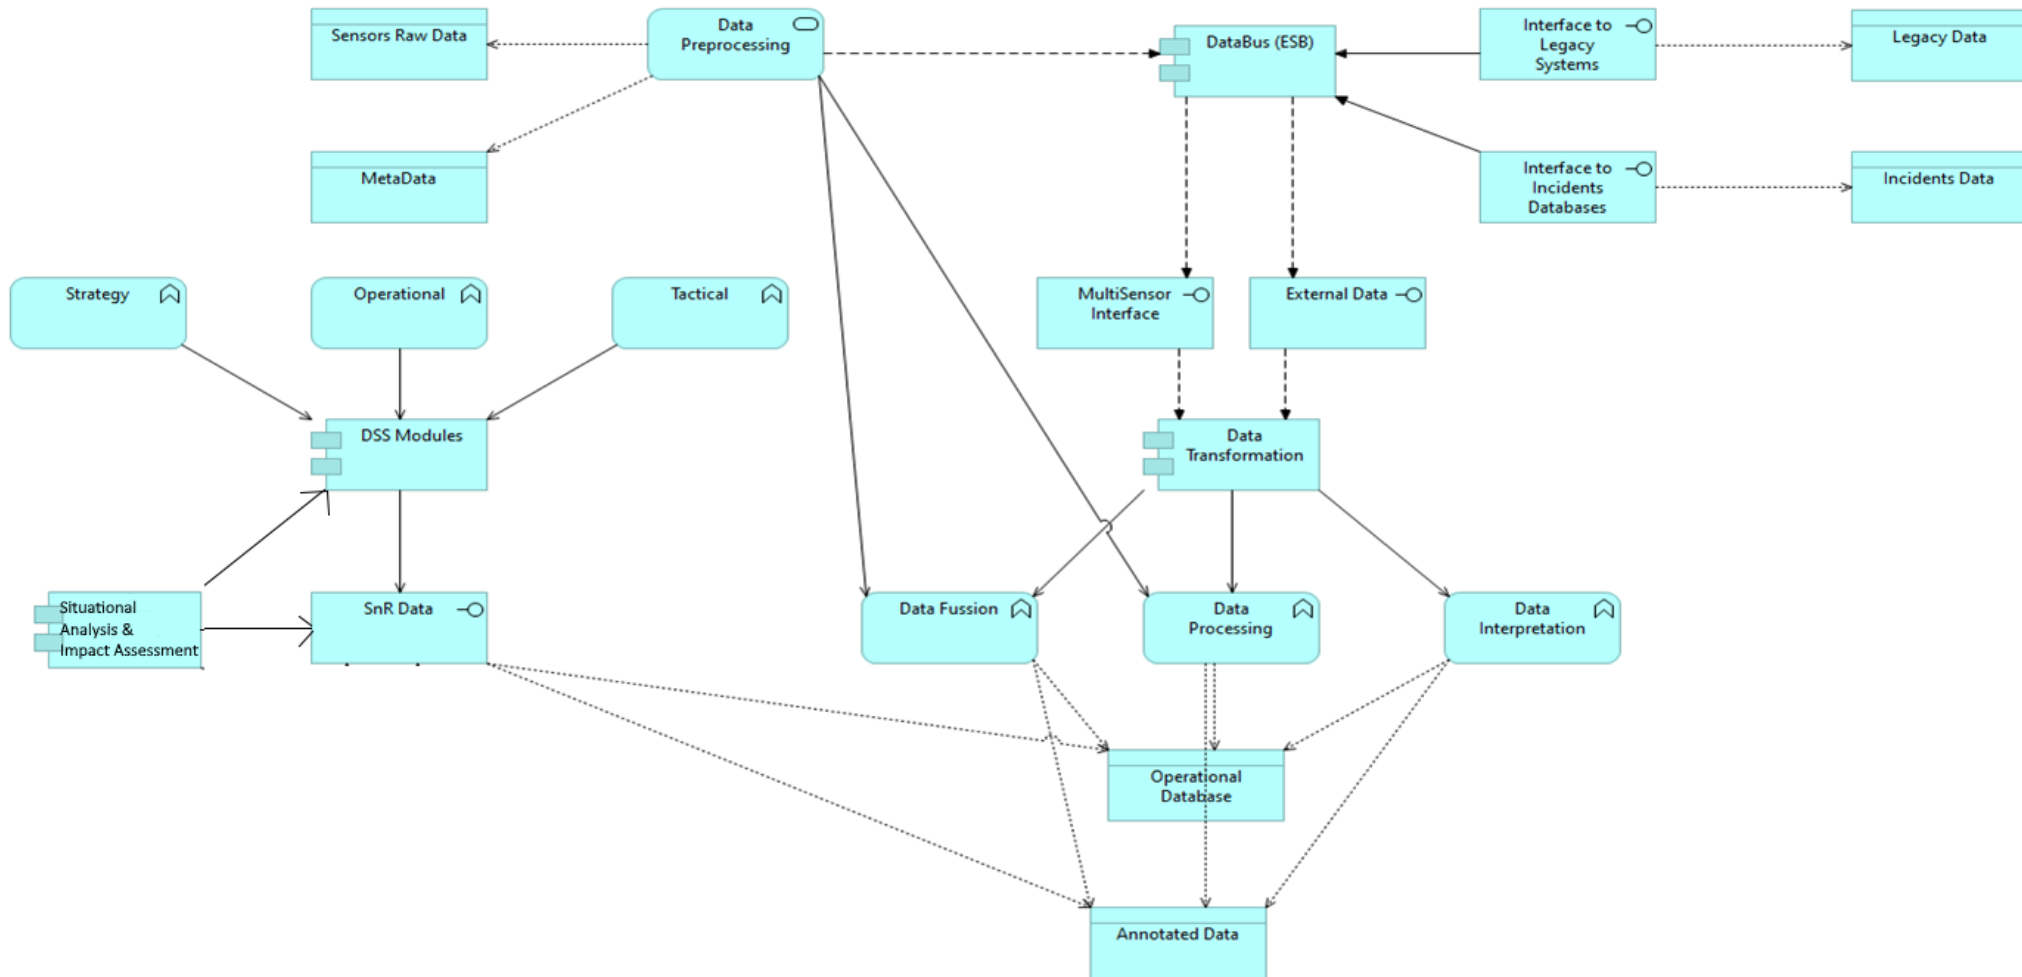 Sensors Raw Data
Data
Preprocessing
DataBus (ESB)
Interface to
Legacy
Systems
Legacy Data
MetaData
Interface to
Incidents
Databases
Incidents Data
Strategy
Operational
Tactical
MultiSensor
Interface
External Data
DSS Modules
Data
Transformation
Situational
Analysis &
Impact Assessment
SnR Data
Data Fussion
Data
Processing
Data
Interpretation
Operational
Database
Annotated Data